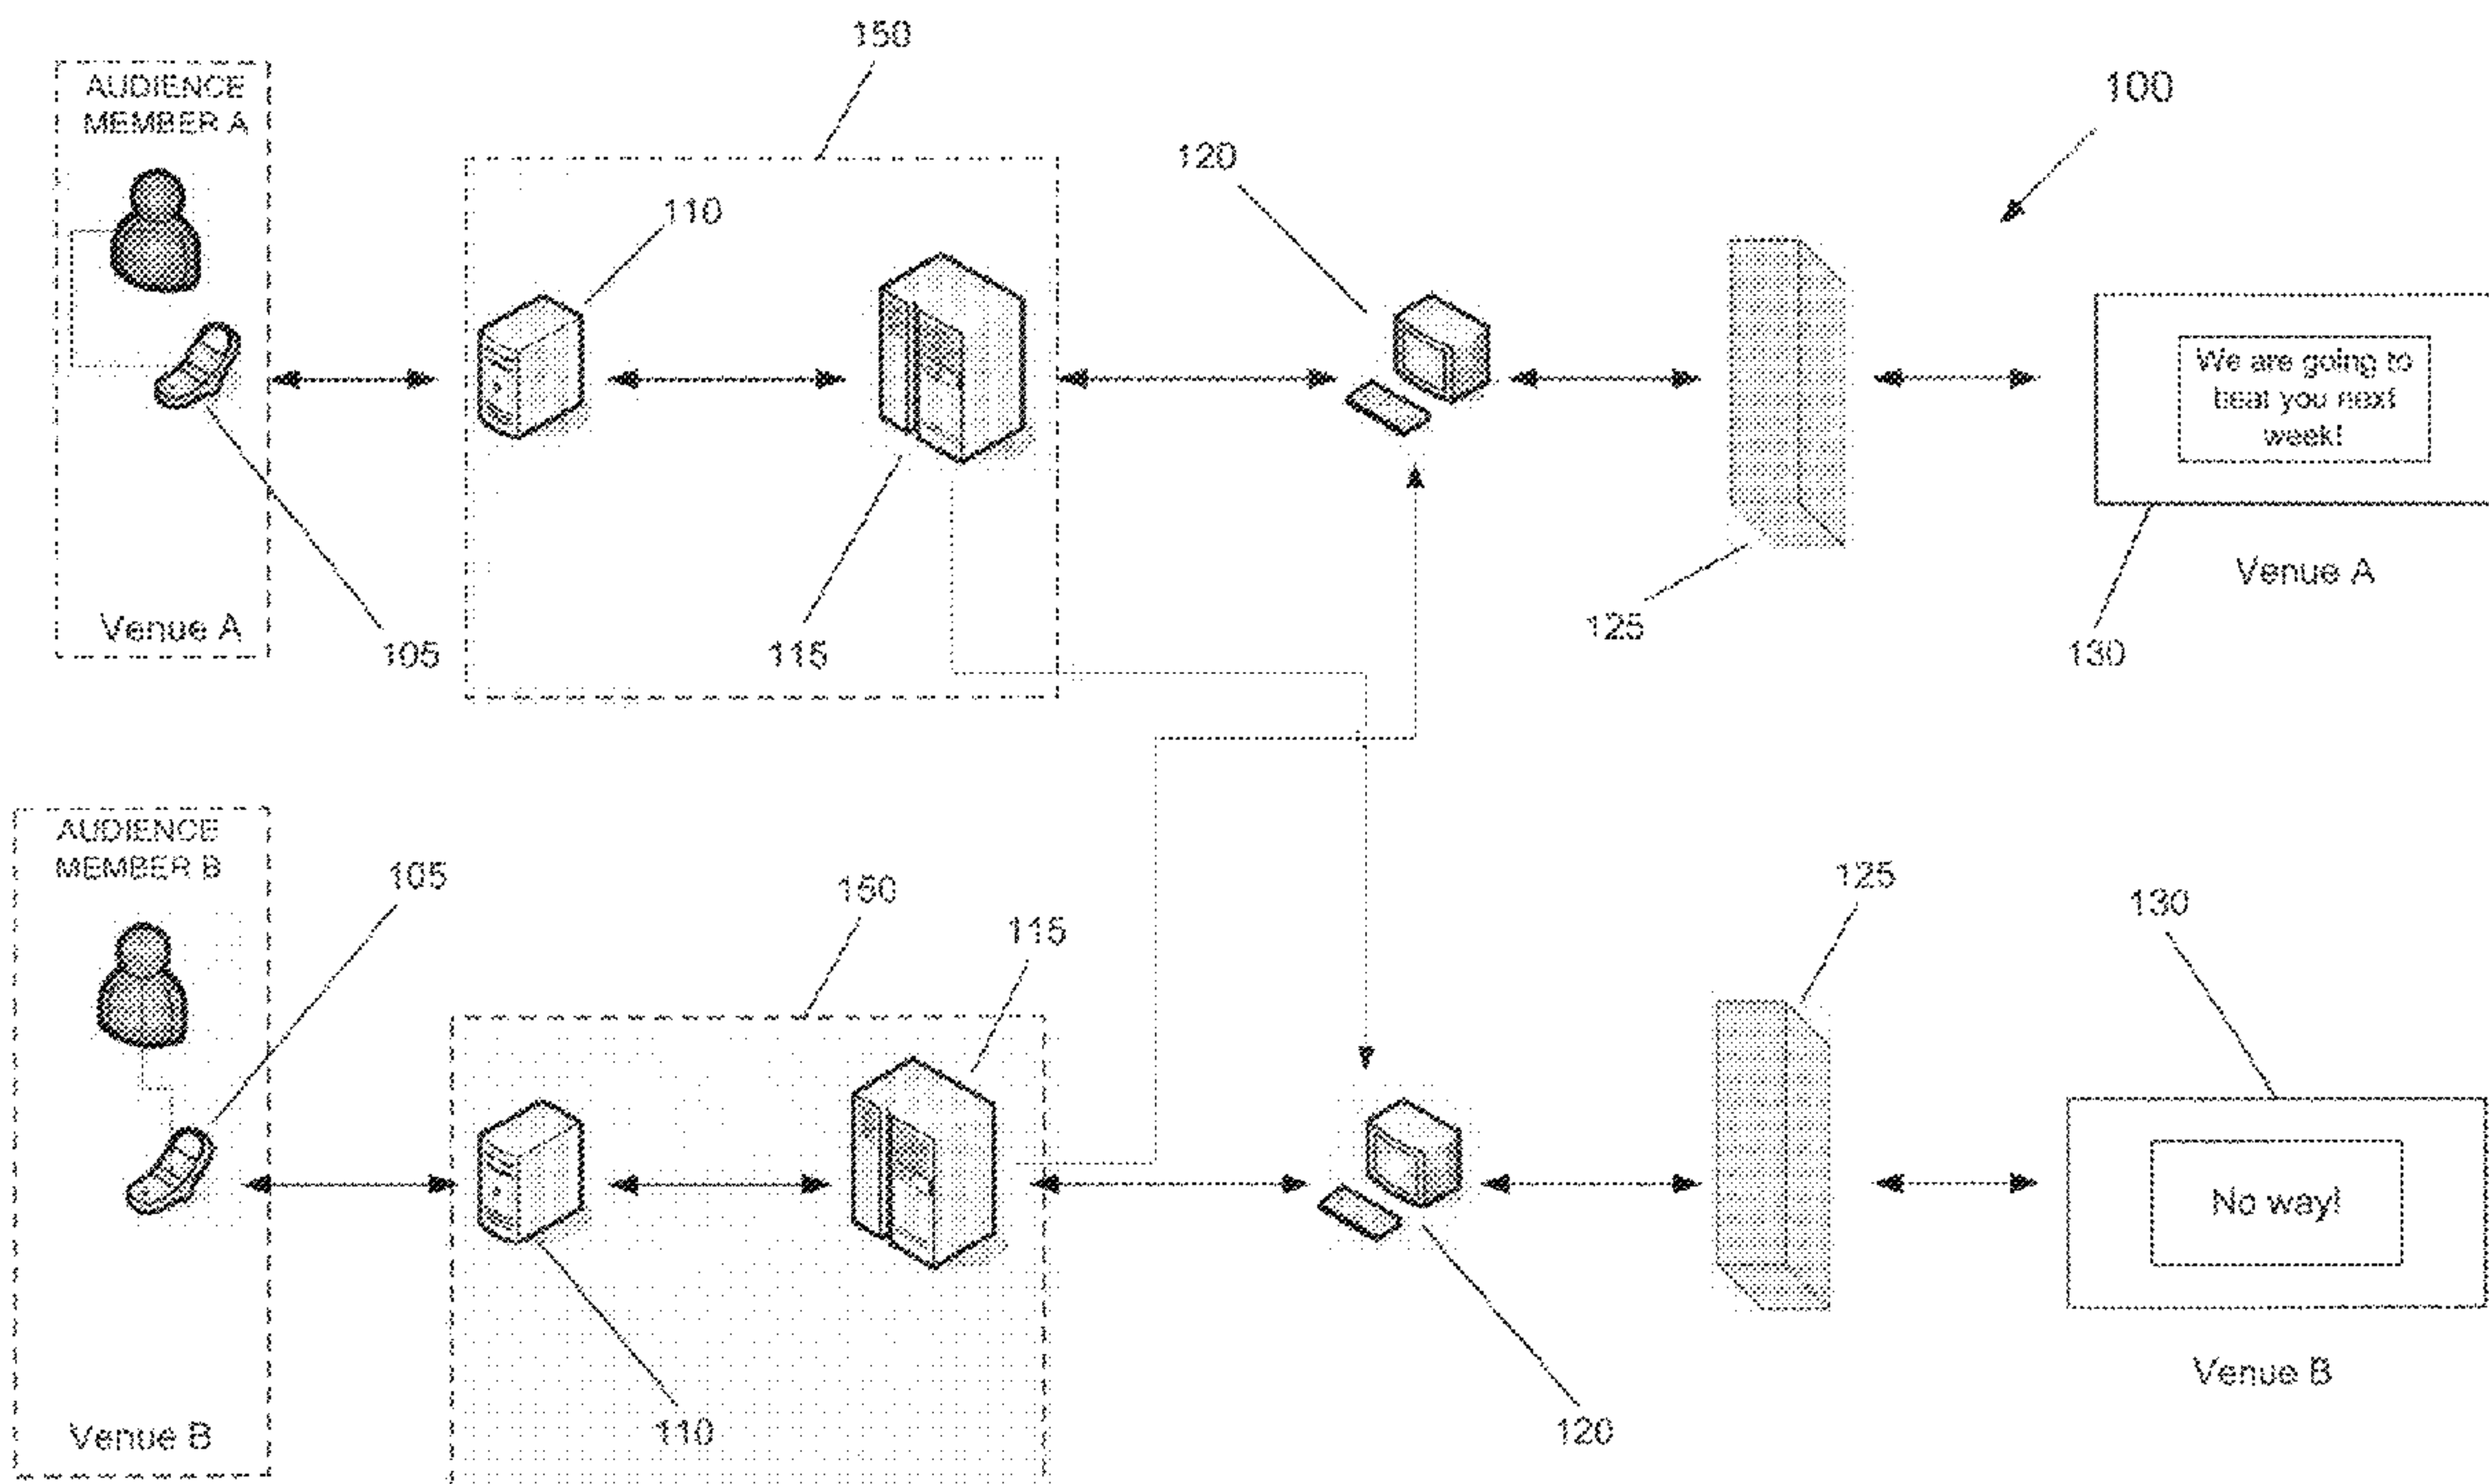 150
100
AUDIENCE
MEMBER A
120
110
We are going to
beat you next
week!
Venue A
125
Venue A
105
115
130
AUDIENCE
MEMBER B
105
150
115
125
130
No way!
Venue B
110
120
Venue B